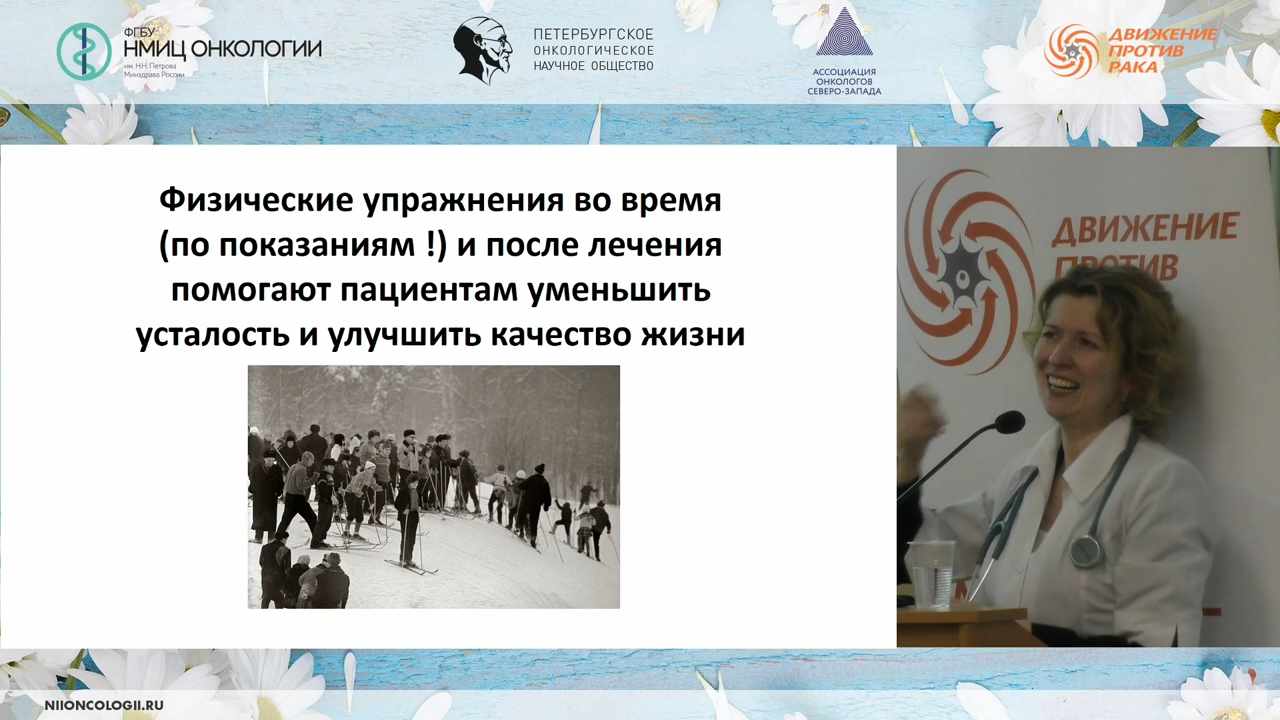 ФГБУ
НМИЦ ОНКОЛОГИИ
им. Н.Н. Петрова
Минздрава России
ПЕТЕРБУРГСКОЕ
ОНКОЛОГИЧЕСКОЕ
НАУЧНОЕ ОБЩЕСТВО
АССОЦИАЦИЯ
ОНКОЛОГОВ
СЕВЕРО-ЗАПАДА
ДВИЖЕНИЕ
ПРОТИВ
РАКА
Физические упражнения во время
(по показаниям !) и после лечения
помогают пациентам уменьшить
усталость и улучшить качество жизни
ДВИЖЕНИЕ
ПРОТИВ
NIIONCOLOGII.RU